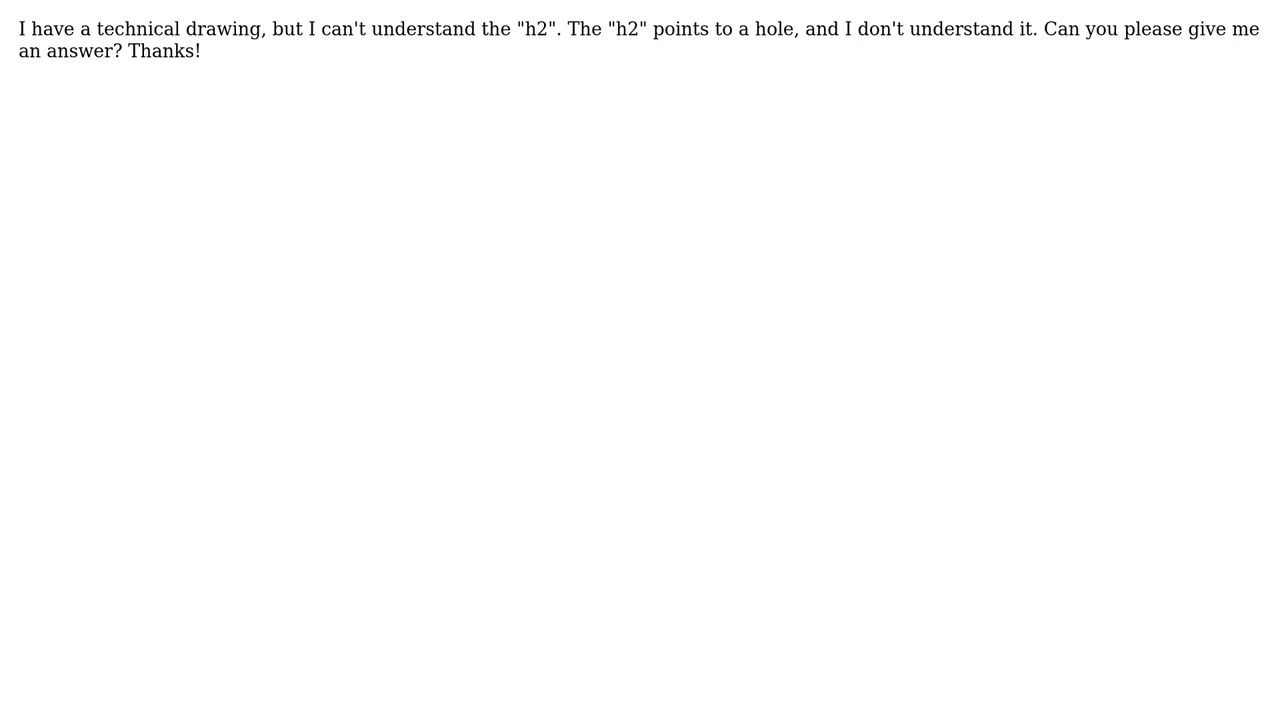 I have a technical drawing, but I can't understand the "h2". The "h2" points to a hole, and I don't understand it. Can you please give me
an answer? Thanks!